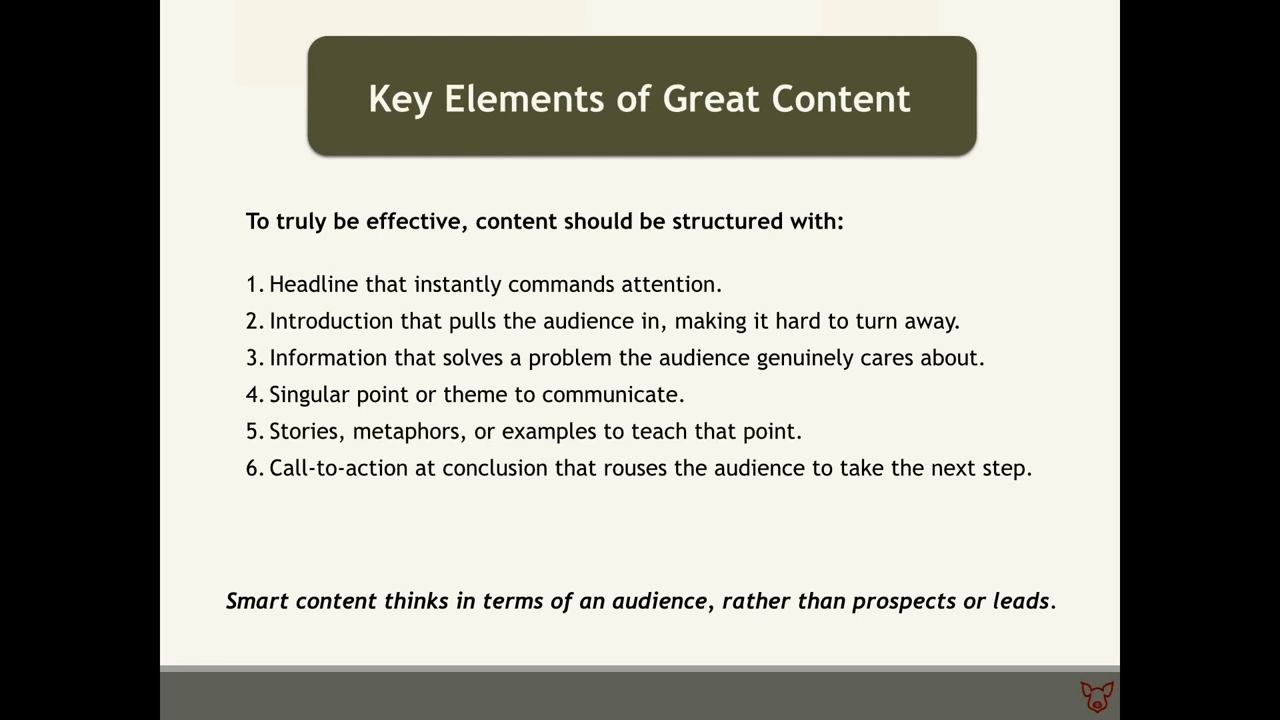 Key Elements of Great Content
To truly be effective, content should be structured with:
1. Headline that instantly commands attention.
2. Introduction that pulls the audience in, making it hard to turn away.
3. Information that solves a problem the audience genuinely cares about.
4. Singular point or theme to communicate.
5. Stories, metaphors, or examples to teach that point.
6. Call-to-action at conclusion that rouses the audience to take the next step.
Smart content thinks in terms of an audience, rather than prospects or leads.